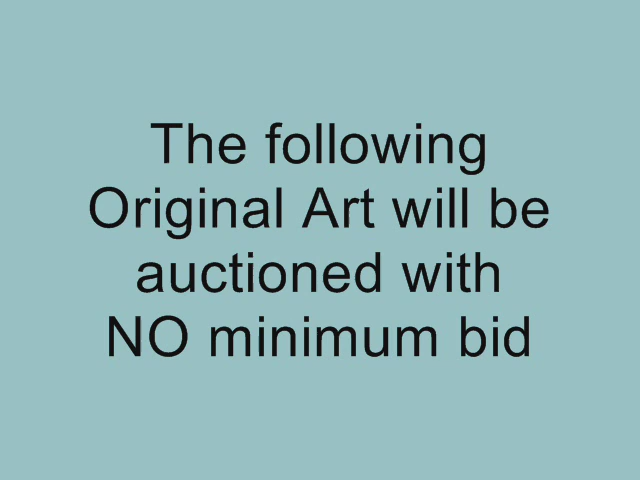 The following
Original Art will be
auctioned with
NO minimum bid